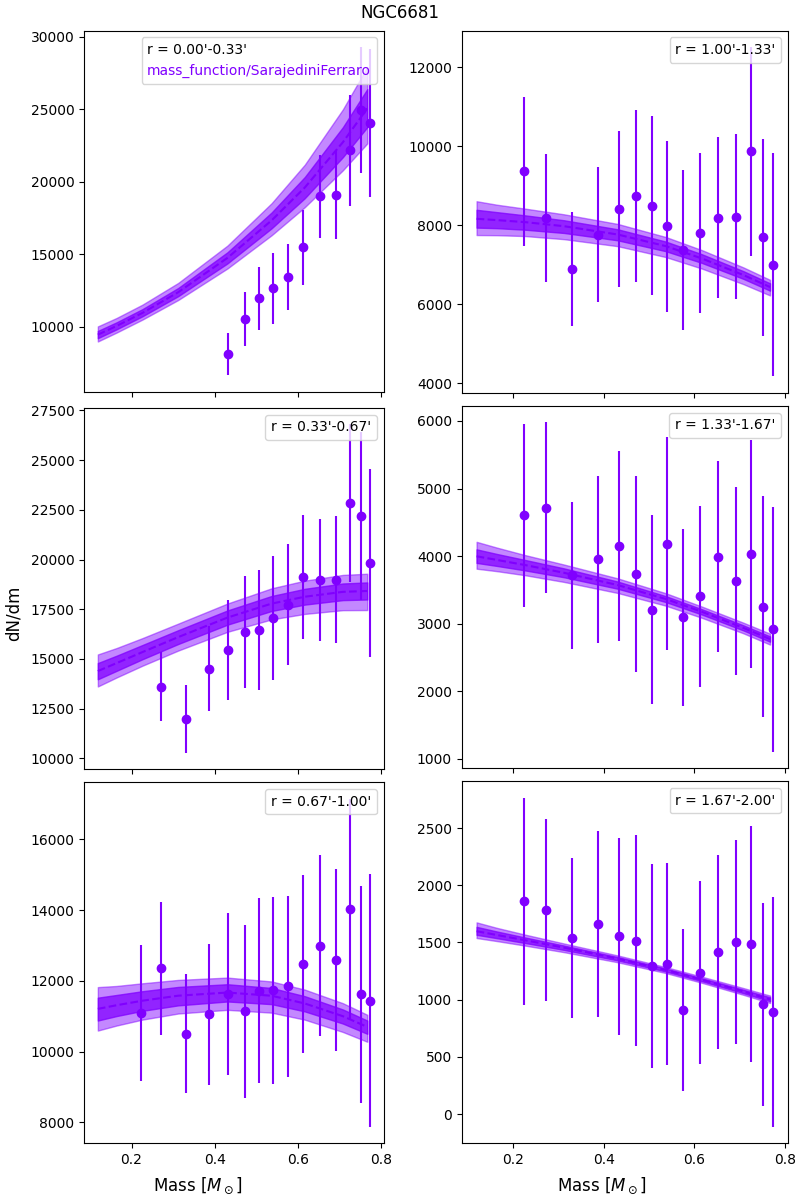 NGC6681
30000
25000
20000
15000
10000
r = 0.00'-0.33'
mass_function/SarajediniFerraro
12000
10000
8000
6000
4000
r = 1.00'-1.33'
dN/dm
27500
25000
22500
20000
17500
15000
12500
10000
r = 0.33'-0.67'
6000
5000
4000
3000
2000
1000
r = 1.33'-1.67'
16000
14000
12000
10000
8000
r = 0.67'-1.00'
0.2 0.4 0.6 0.8
Mass [M⊙]
2500
2000
1500
1000
500
0
r = 1.67'-2.00'
0.2 0.4 0.6 0.8
Mass [M⊙]